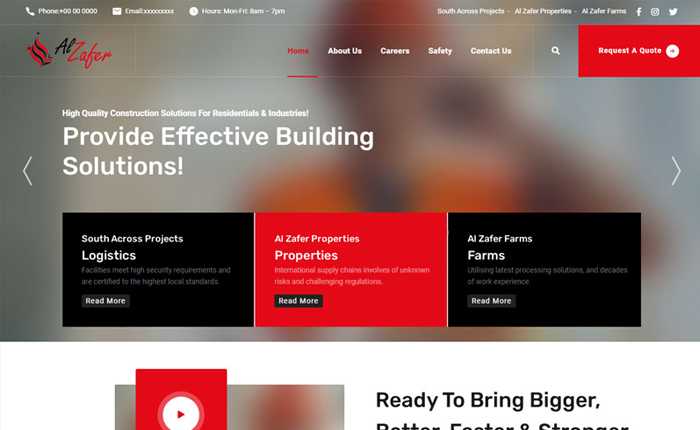 Phone:+00 00 0000
Email:xxxxxxxxx
Hours: Mon-Fri: 8am – 7pm
South Across Projects - Al Zafer Properties - Al Zafer Farms
Al Zafer
Home
About Us
Careers
Safety
Contact Us
Request A Quote
High Quality Construction Solutions For Residentials & Industries!
Provide Effective Building
Solutions!
South Across Projects
Logistics
Facilities meet high security requirements and
are certified to the highest local standards.
Read More
Al Zafer Properties
Properties
International supply chains involves of unknown
risks and challenging regulations.
Read More
Al Zafer Farms
Farms
Utilising latest processing solutions, and decades
of work experience
Read More
Ready To Bring Bigger,
Better, Faster & Stronger